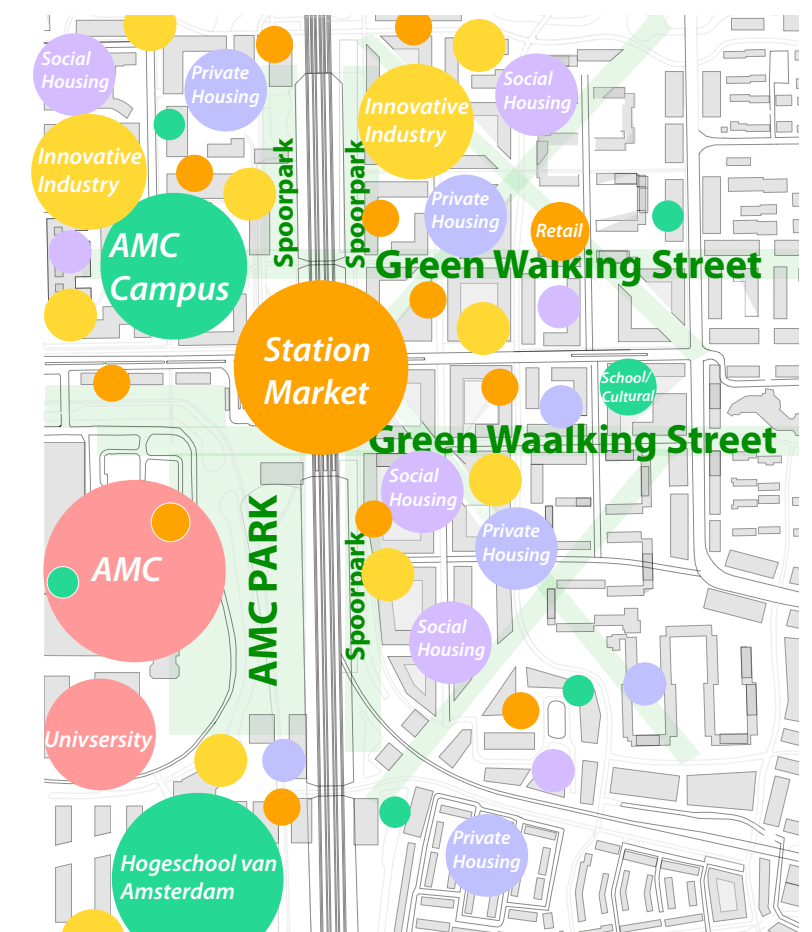 Social
Housing
Private
Housing
Innovative
Industry
Social
Housing
Innovative
Industry
Spoorpark
Spoorpark
Private
Housing
Retail
AMC
Campus
Green Walking Street
Station
Market
School/
Cultural
Green Waalking Street
Social
Housing
AMC PARK
Spoorpark
Private
Housing
AMC
Social
Housing
Univsersity
Private
Housing
Hogeschool van
Amsterdam